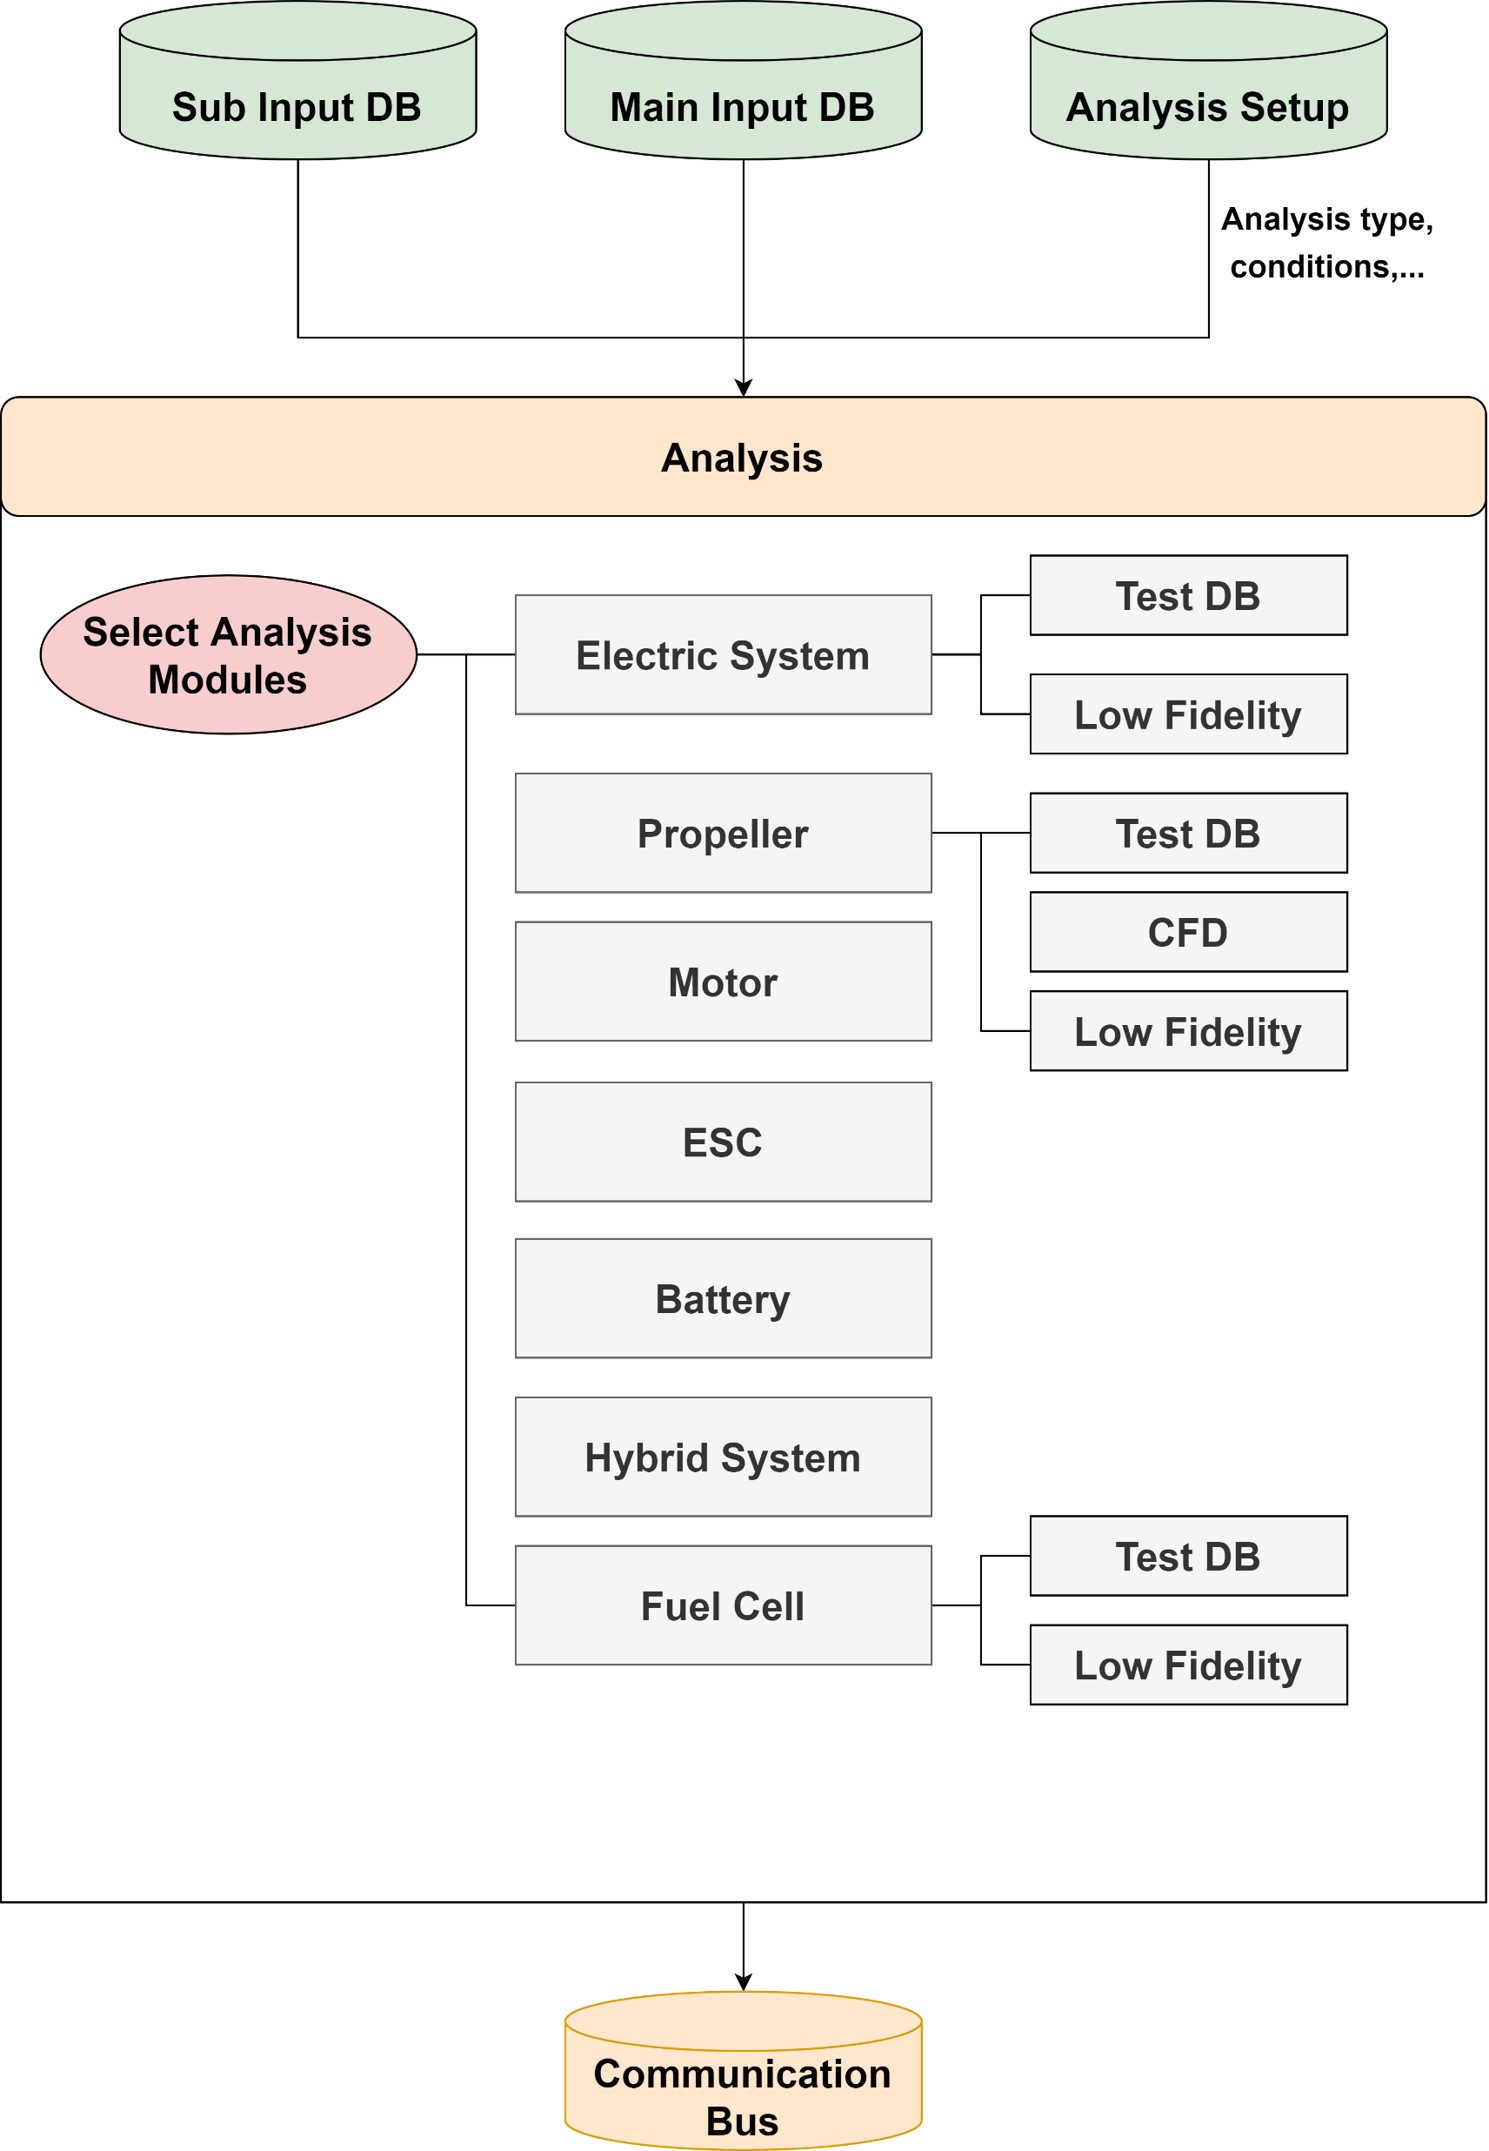 Sub Input DB
Main Input DB
Analysis Setup
Analysis type,
conditions,...
Analysis
Select Analysis
Modules
Electric System
Test DB
Low Fidelity
Propeller
Test DB
CFD
Low Fidelity
Motor
ESC
Battery
Hybrid System
Fuel Cell
Test DB
Low Fidelity
Communication
Bus